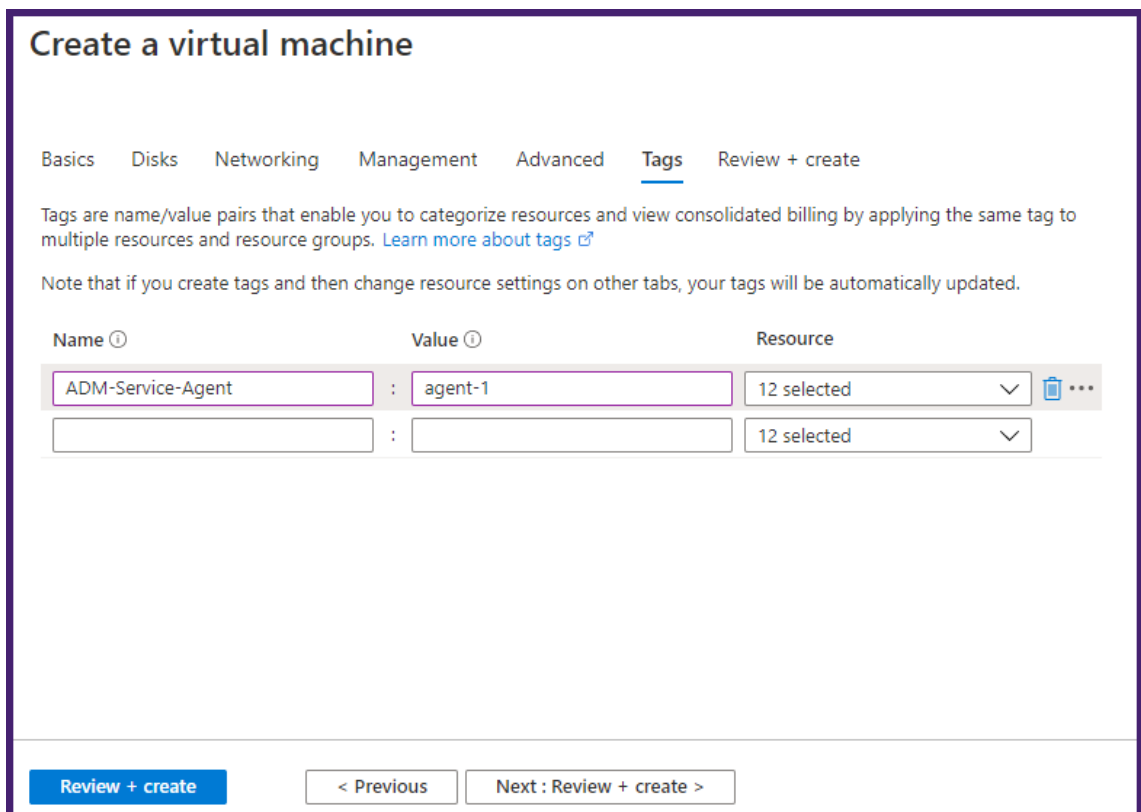 Create a virtual machine
Basics Disks Networking Management Advanced Tags Review + create
Tags are name/value pairs that enable you to categorize resources and view consolidated billing by applying the same tag to
multiple resources and resource groups. Learn more about tags
Note that if you create tags and then change resource settings on other tabs, your tags will be automatically updated.
Name Value Resource
ADM-Service-Agent : agent-1 12 selected
: 12 selected
Review + create < Previous Next : Review + create >